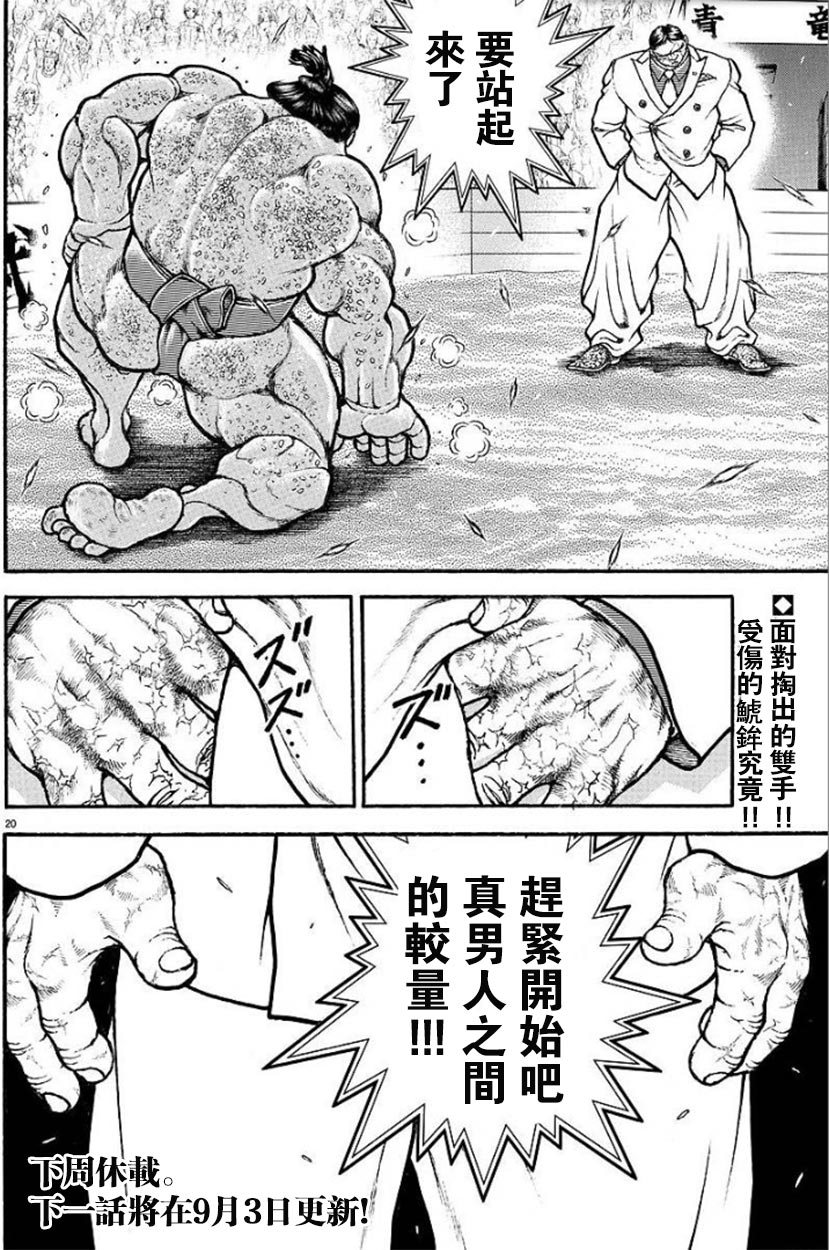 青 竜
要站起
來了
◆面對掏出的雙手!!
受傷的鯱鉾究竟!!
ズ
ズ
…
ズ
ズ
…
20
趕緊開始吧
真男人之間
的較量!!!
下周休載。
下一話將在9月3日更新!